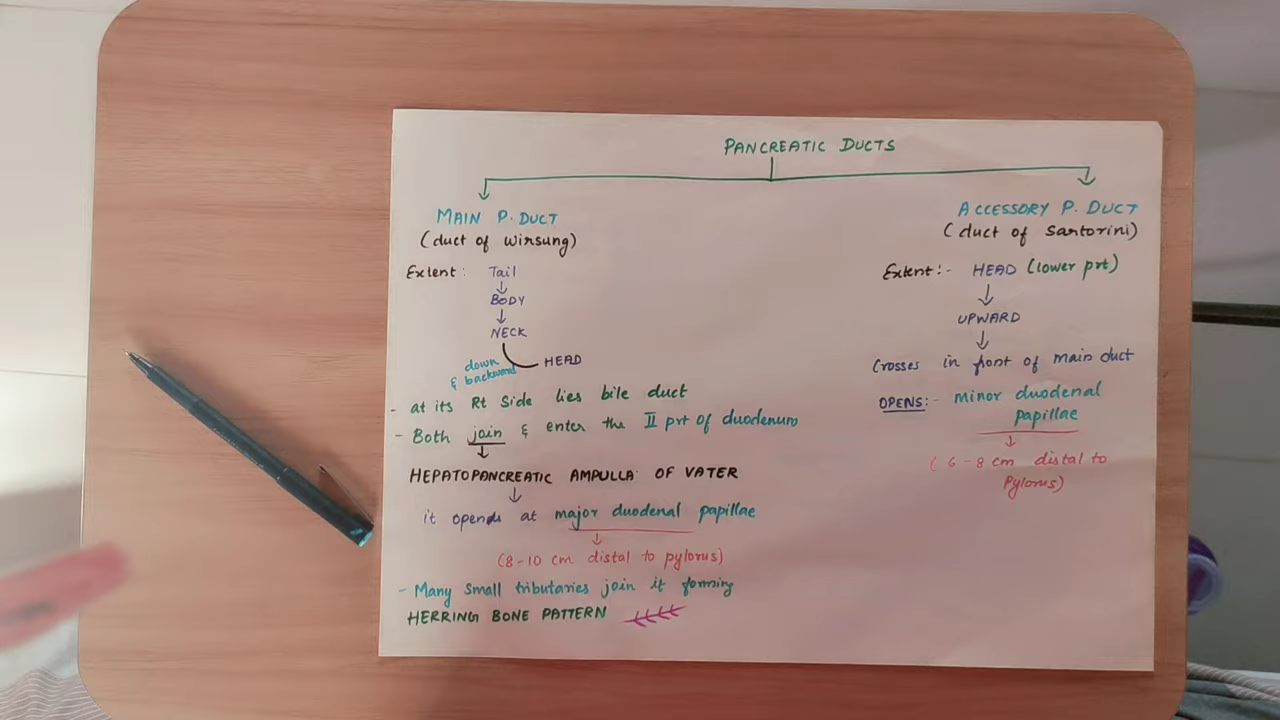 PANCREATIC DUCTS
MAIN P. DUCT
(duct of wirsung)
Extent: Tail
BODY
NECK
down
& backward
HEAD
- at its Rt Side lies bile duct
- Both join & enter the II prt of duodenum
HEPATOPANCREATIC AMPULLA OF VATER
it opens at major duodenal papillae
(8-10 cm distal to pylorus)
- Many small tributaries join it forming
HERRING BONE PATTERN
ACCESSORY P. DUCT
(duct of Santorini)
Extent:- HEAD (lower prt)
UPWARD
Crosses in front of main duct
OPENS:- minor duodenal
papillae
(6-8 cm distal to
Pylorus)